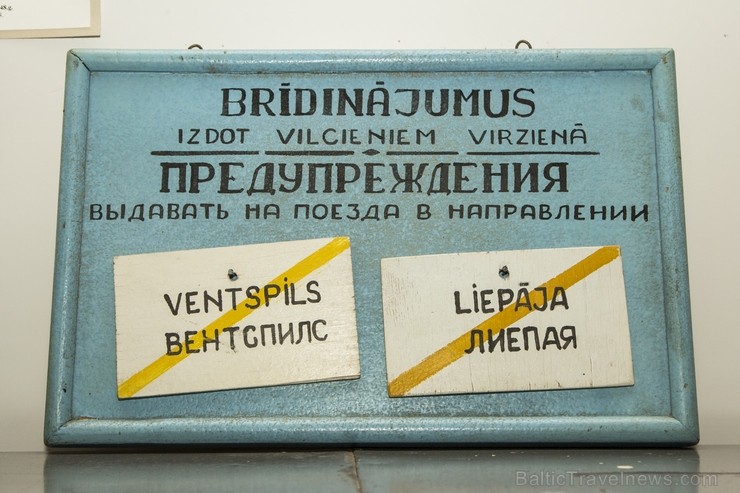 BRĪDINĀJUMUS
IZDOT VILCIENIEM VIRZIENĀ
ПРЕДУПРЕЖДЕНИЯ
ВЫДАВАТЬ НА ПОЕЗДА В НАПРАВЛЕНИИ
VENTSPiLS
ВЕНТСПИЛС
LiEPĀJA
ЛИЕПАЯ
BalticTravelnews.com